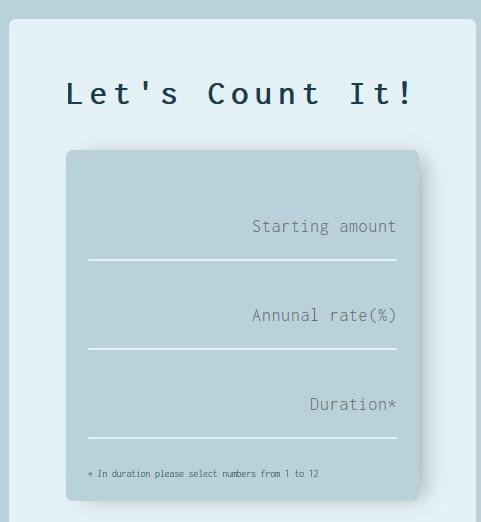 Let's Count It!
Starting amount
Annunal rate(%)
Duration*
* In duration please select numbers from 1 to 12